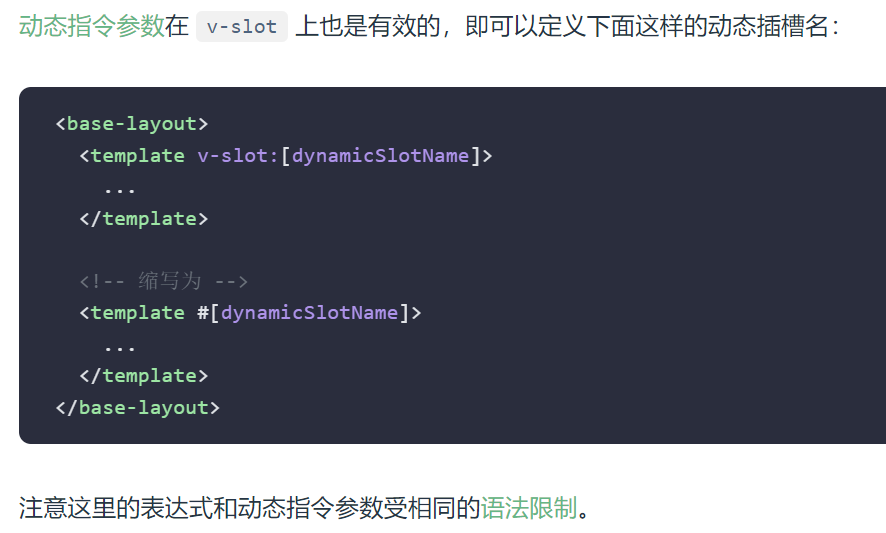 动态指令参数在 v-slot 上也是有效的，即可以定义下面这样的动态插槽名：
<base-layout>
  <template v-slot:[dynamicSlotName]>
    ...
  </template>
  <!-- 缩写为 -->
  <template #[dynamicSlotName]>
    ...
  </template>
</base-layout>
注意这里的表达式和动态指令参数受相同的语法限制。